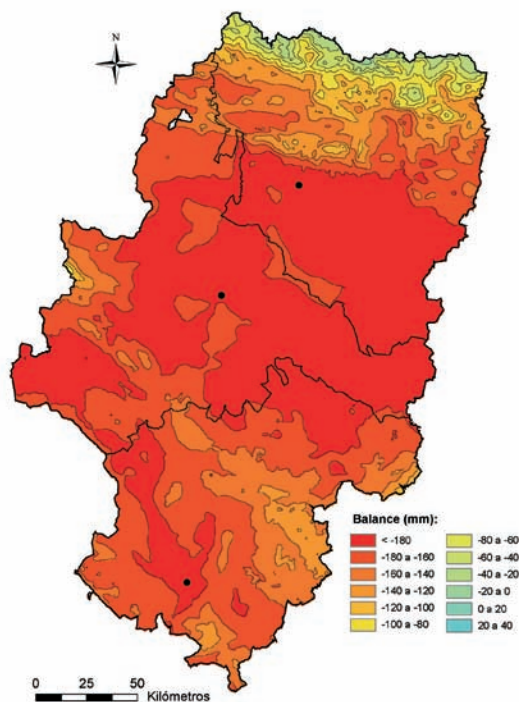 N
Balance (mm):
< -180
-180 a -160
-160 a -140
-140 a -120
-120 a -100
-100 a -80
-80 a -60
-60 a -40
-40 a -20
-20 a 0
0 a 20
20 a 40
0 25 50
Kilómetros